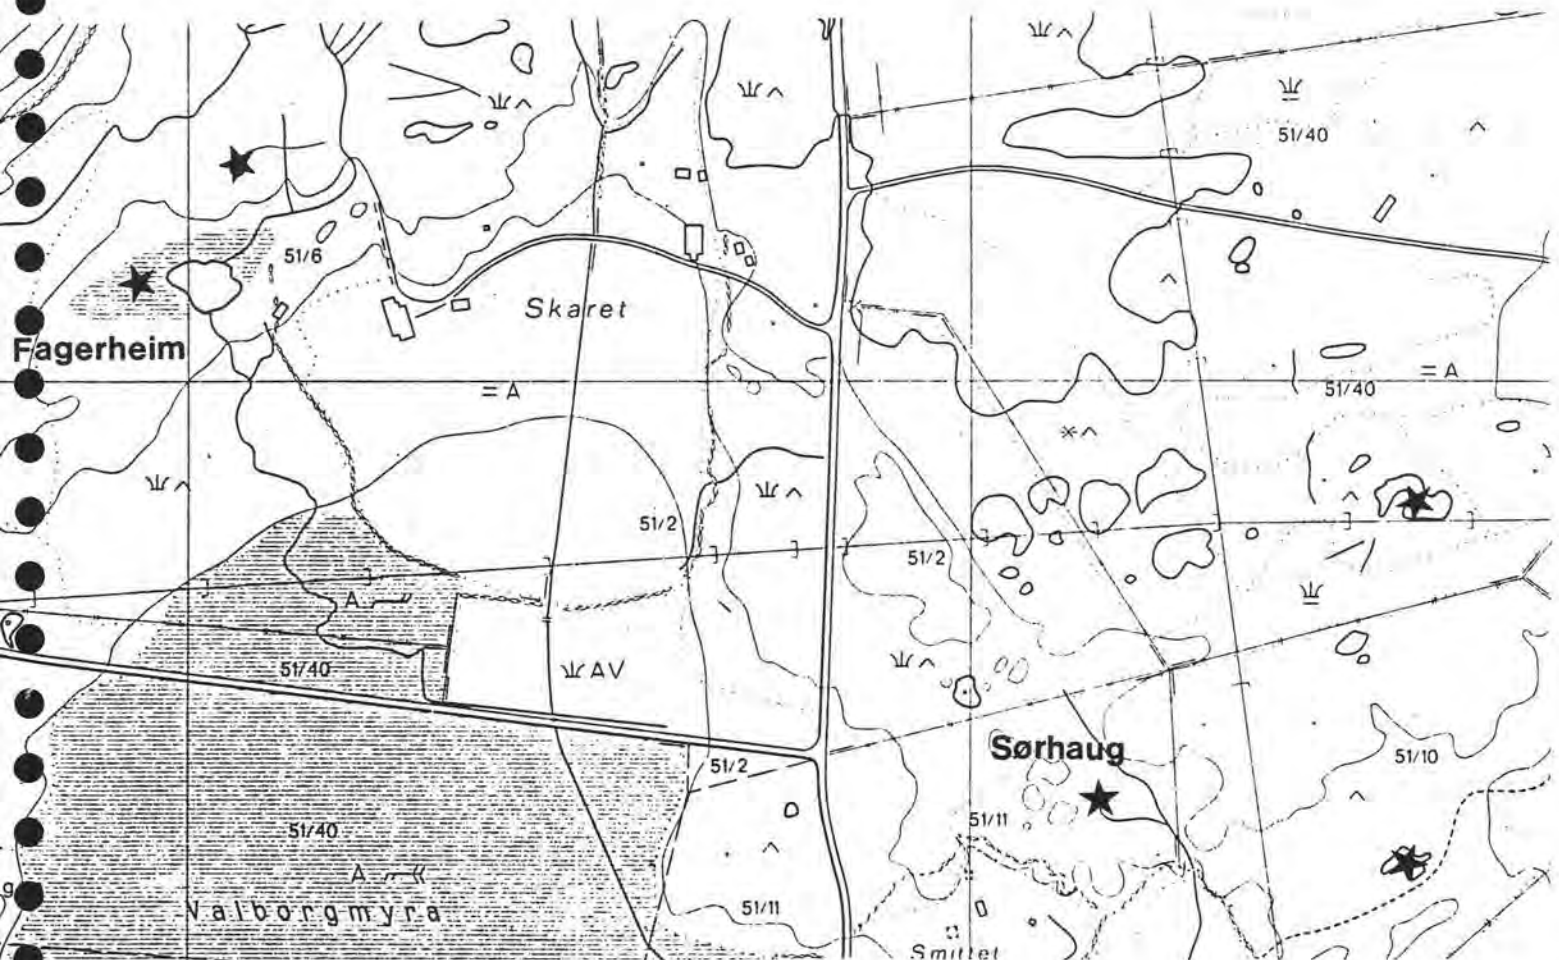 51/40
51/6
Skaret
Fagerheim
= A
= A
51/40
51/2
51/2
A
51/40
AV
Sørhaug
51/2
51/10
51/11
51/40
A
g
Valborgmyra
51/11
Smittet